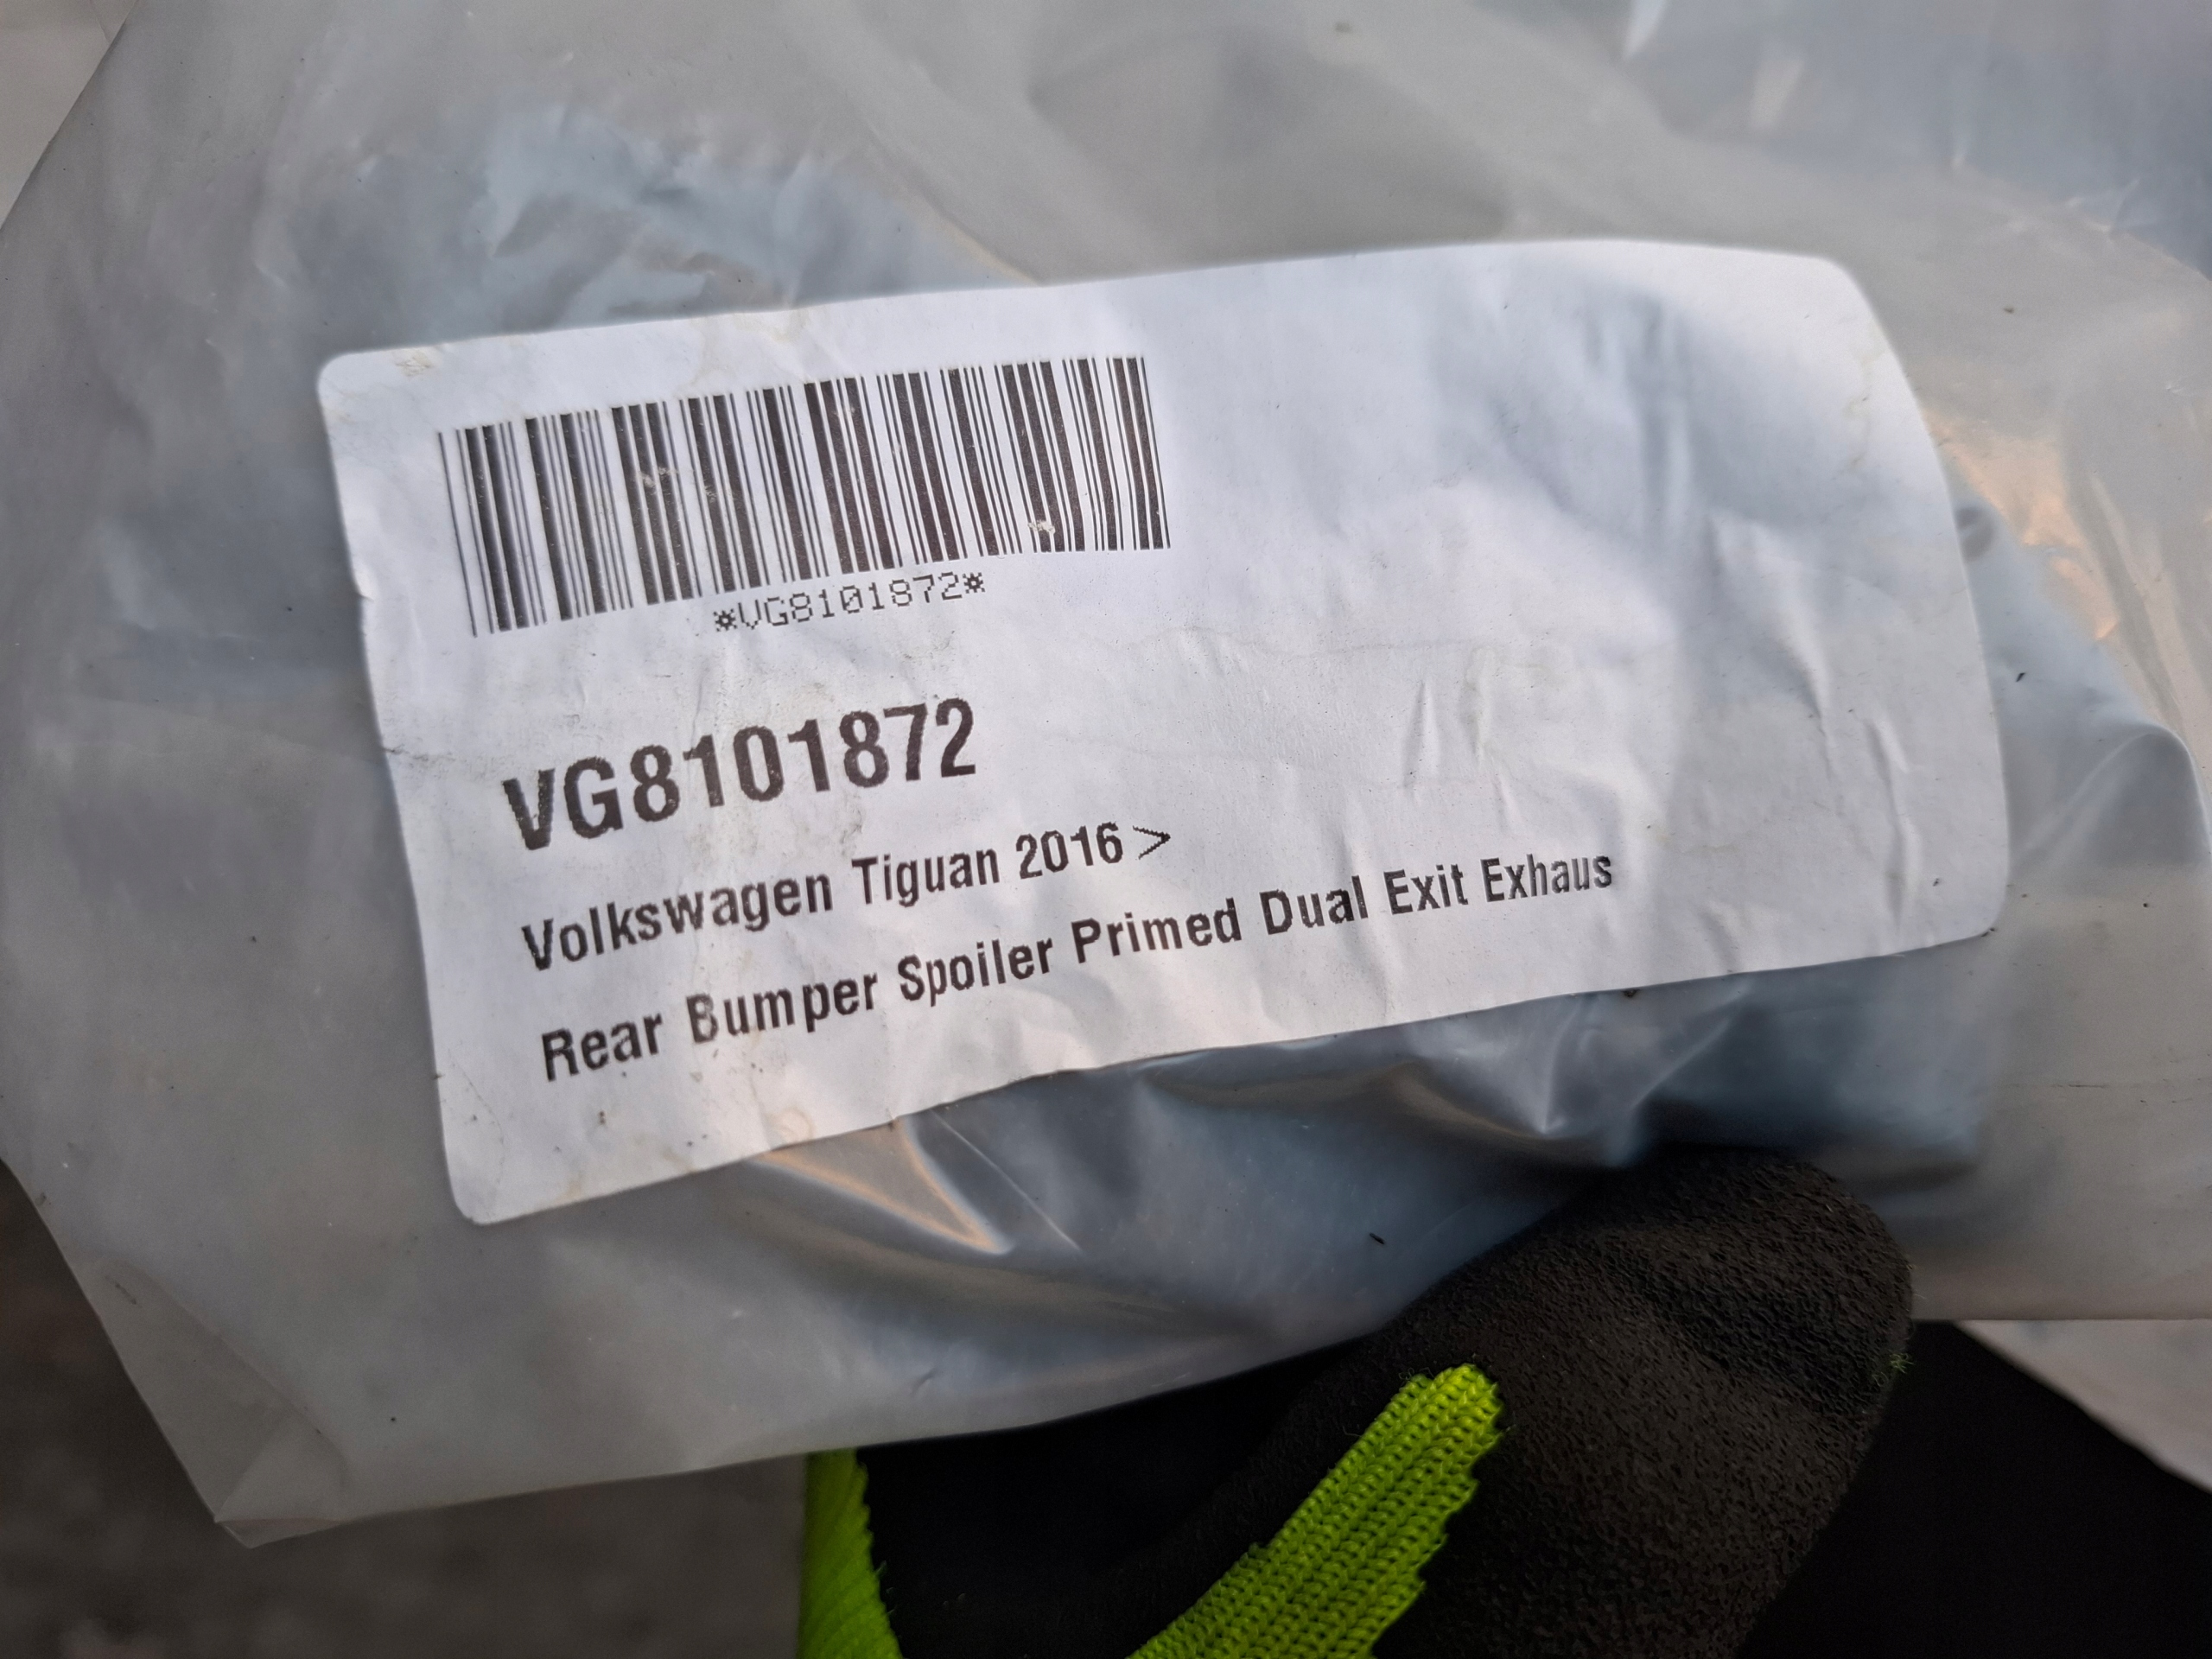 *VG8101872*
VG8101872
Volkswagen Tiguan 2016 >
Rear Bumper Spoiler Primed Dual Exit Exhaus